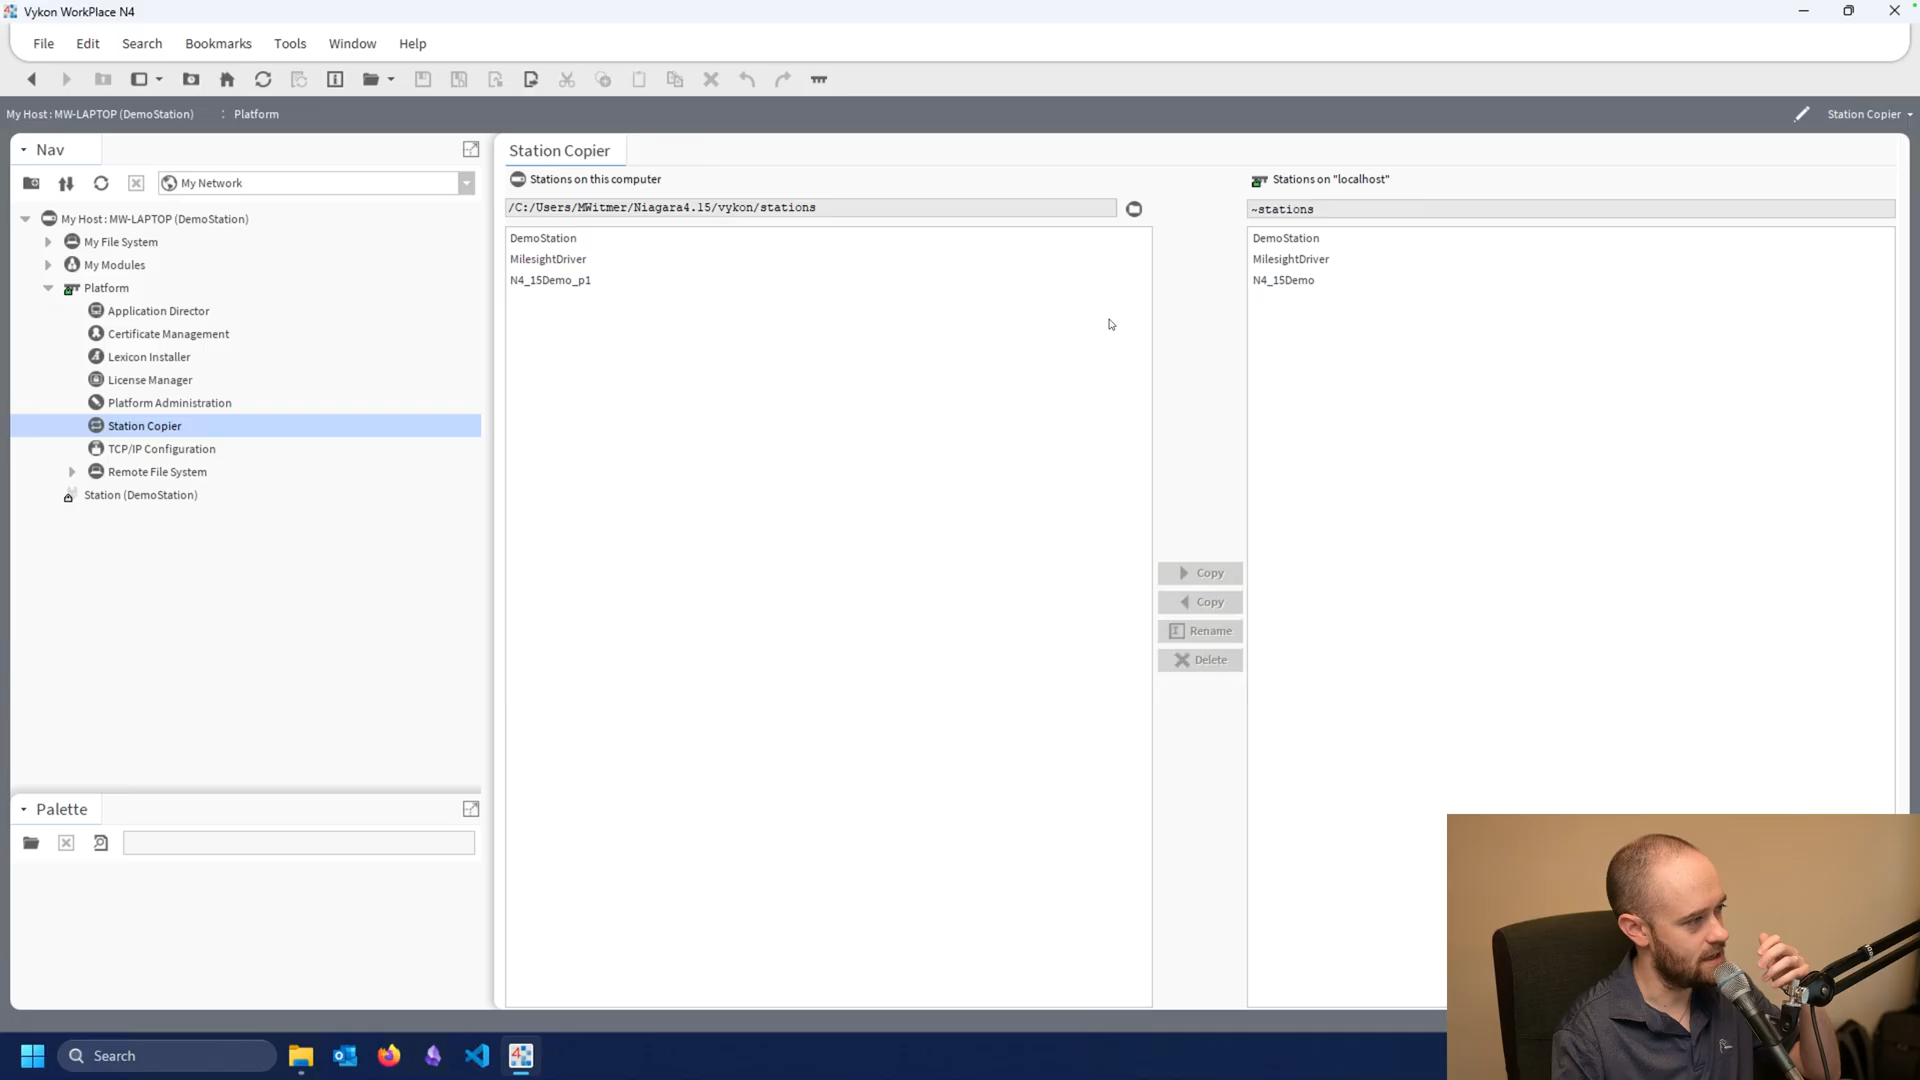 Vykon WorkPlace N4
File Edit Search Bookmarks Tools Window Help
My Host : MW-LAPTOP (DemoStation) : Platform
Station Copier
Nav
My Network
My Host : MW-LAPTOP (DemoStation)
My File System
My Modules
Platform
Application Director
Certificate Management
Lexicon Installer
License Manager
Platform Administration
Station Copier
TCP/IP Configuration
Remote File System
Station (DemoStation)
Palette
Station Copier
Stations on this computer
/C:/Users/MWitmer/Niagara4.15/vykon/stations
DemoStation
MilesightDriver
N4_15Demo_p1
Copy
Copy
Rename
Delete
Stations on "localhost"
~stations
DemoStation
MilesightDriver
N4_15Demo
Search